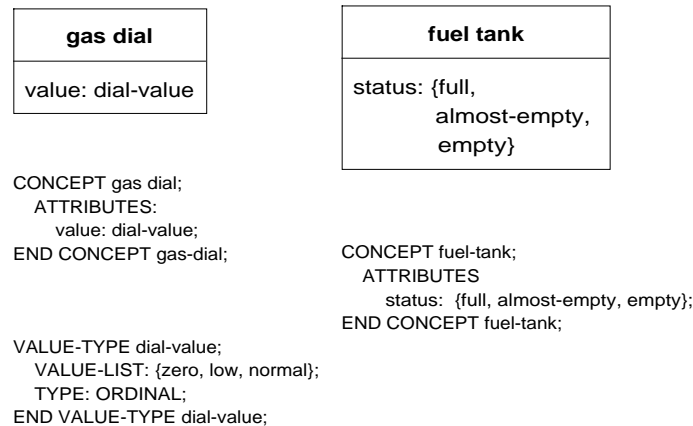 gas dial
value: dial-value
CONCEPT gas dial;
ATTRIBUTES:
value: dial-value;
END CONCEPT gas-dial;
VALUE-TYPE dial-value;
VALUE-LIST: {zero, low, normal};
TYPE: ORDINAL;
END VALUE-TYPE dial-value;
fuel tank
status: {full,
almost-empty,
empty}
CONCEPT fuel-tank;
ATTRIBUTES
status: {full, almost-empty, empty};
END CONCEPT fuel-tank;